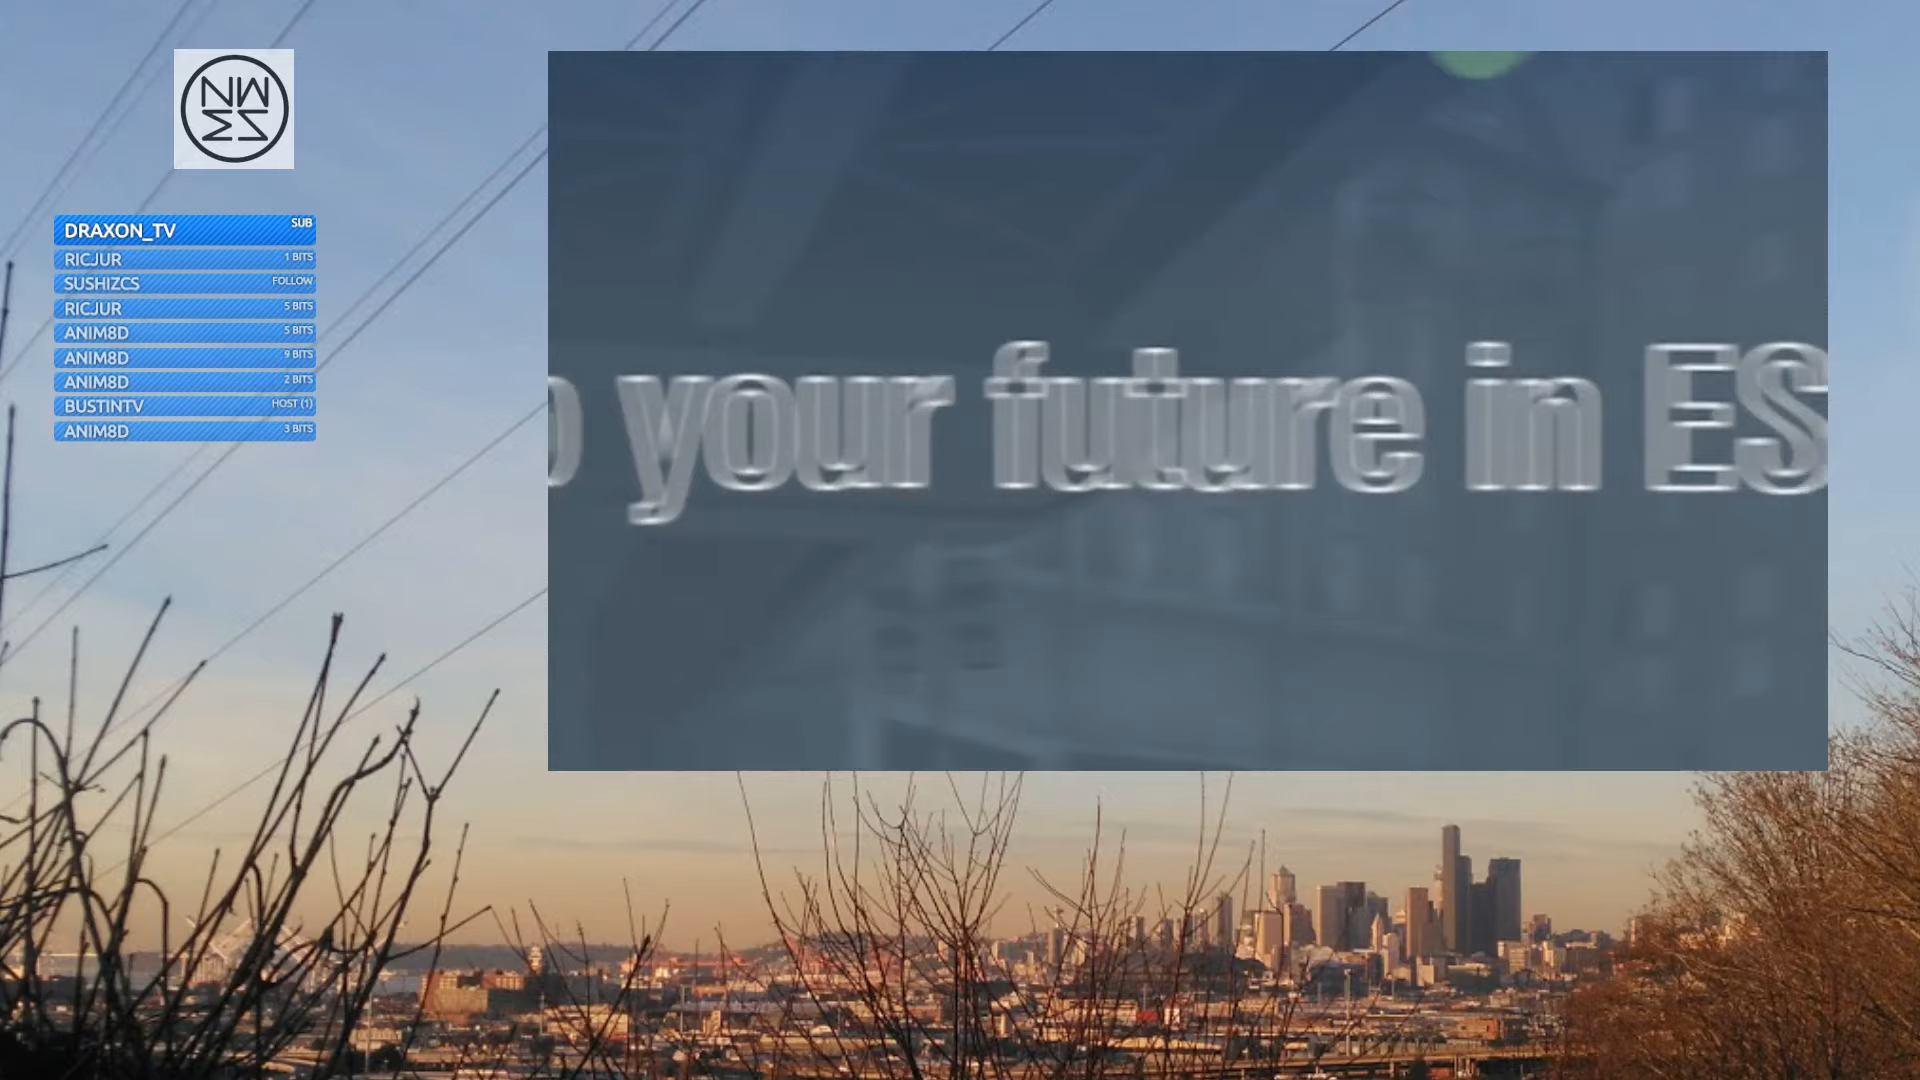 NW
DRAXON_TV SUB
RICJUR 1 BITS
SUSHIZCS FOLLOW
RICJUR 5 BITS
ANIM8D 5 BITS
ANIM8D 9 BITS
ANIM8D 2 BITS
BUSTINTV HOST (1)
ANIM8D 3 BITS
your future in ES